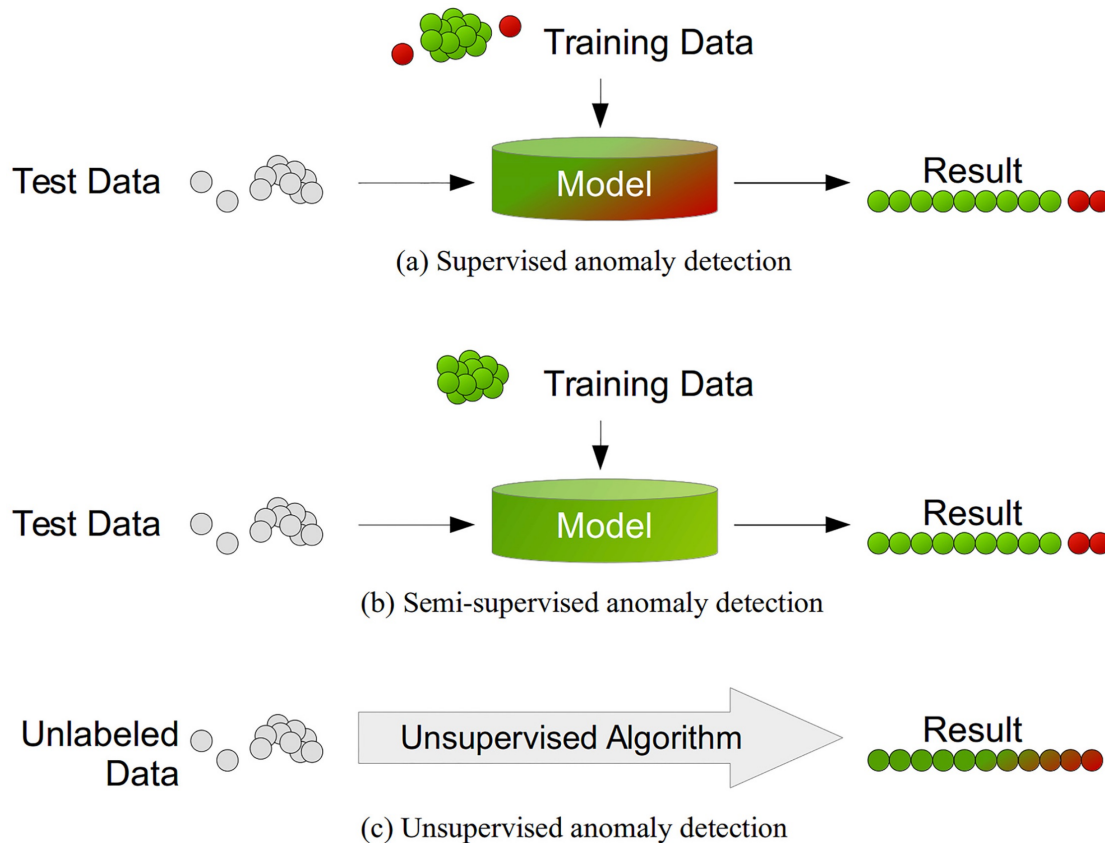 Training Data
Test Data
Model
Result
(a) Supervised anomaly detection
Training Data
Test Data
Model
Result
(b) Semi-supervised anomaly detection
Unlabeled
Data
Unsupervised Algorithm
Result
(c) Unsupervised anomaly detection